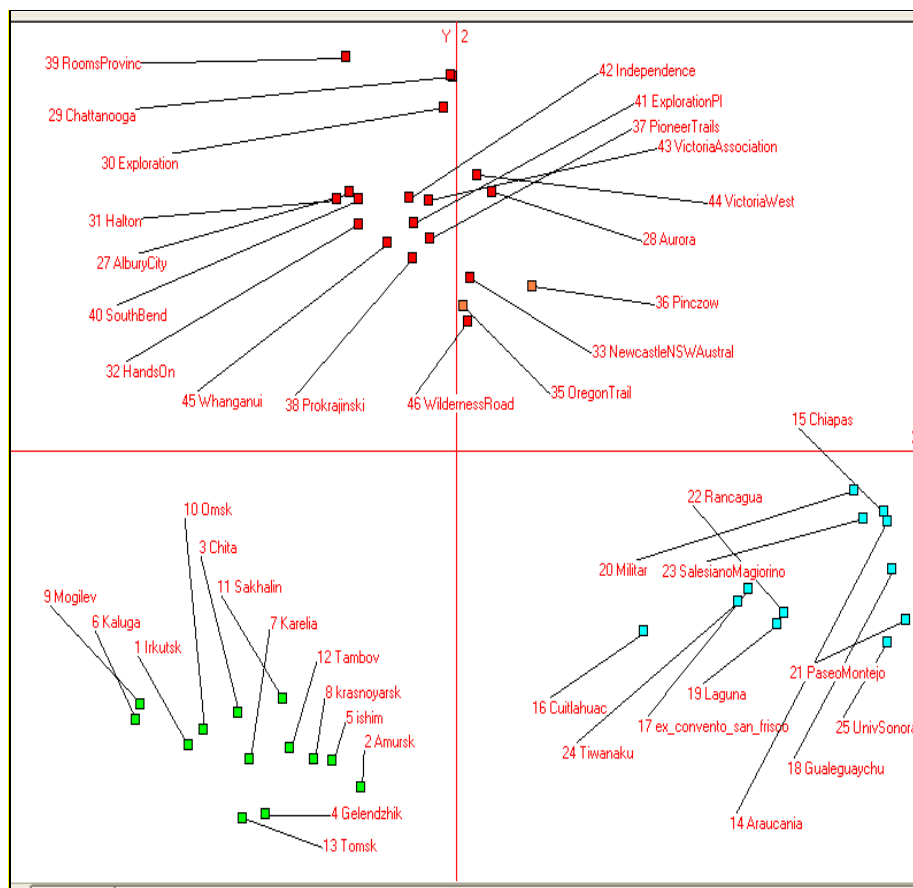 Y 2
39 RoomsProvinc
42 Independence
29 Chattanooga
41 ExplorationPl
37 PioneerTrails
30 Exploration
43 VictoriaAssociation
31 Halton
44 VictoriaWest
28 Aurora
27 AlburyCity
36 Pinczow
40 SouthBend
33 NewcastleNSWAustral
32 HandsOn
35 OregonTrail
45 Whanganui
38 Prokrajinski
46 WildernessRoad
15 Chiapas
22 Rancagua
10 Omsk
3 Chita
11 Sakhalin
20 Militar
23 SalesianoMagiorino
9 Mogilev
6 Kaluga
7 Karelia
1 Irkutsk
12 Tambov
21 PaseoMontejo
8 krasnoyarsk
19 Laguna
16 Cuitlahuac
5 ishim
17 ex_convento_san_frisco
25 UnivSonora
2 Amursk
24 Tiwanaku
18 Gualeguaychu
4 Gelendzhik
14 Araucania
13 Tomsk